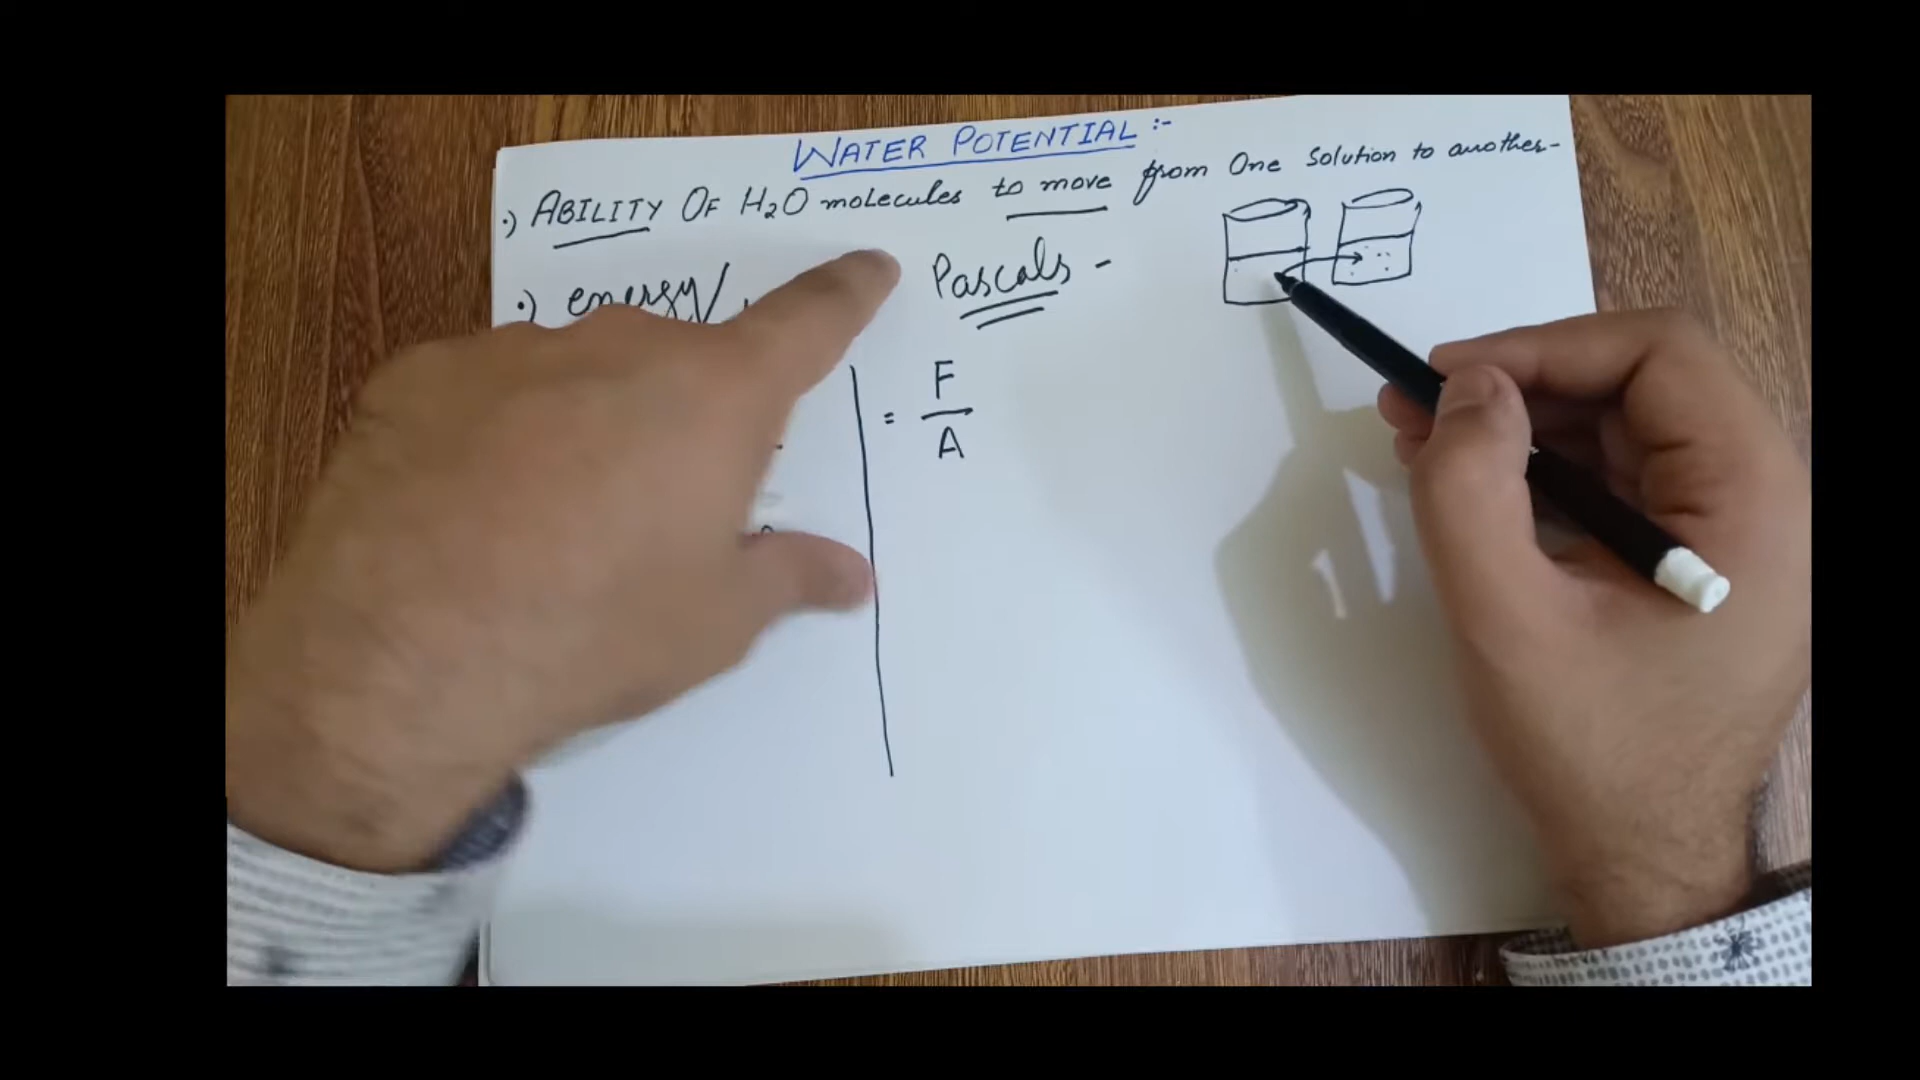 WATER POTENTIAL :-
•) ABILITY OF H2O molecules to move from One Solution to another-
•) energy/ Pascals -
= F
A